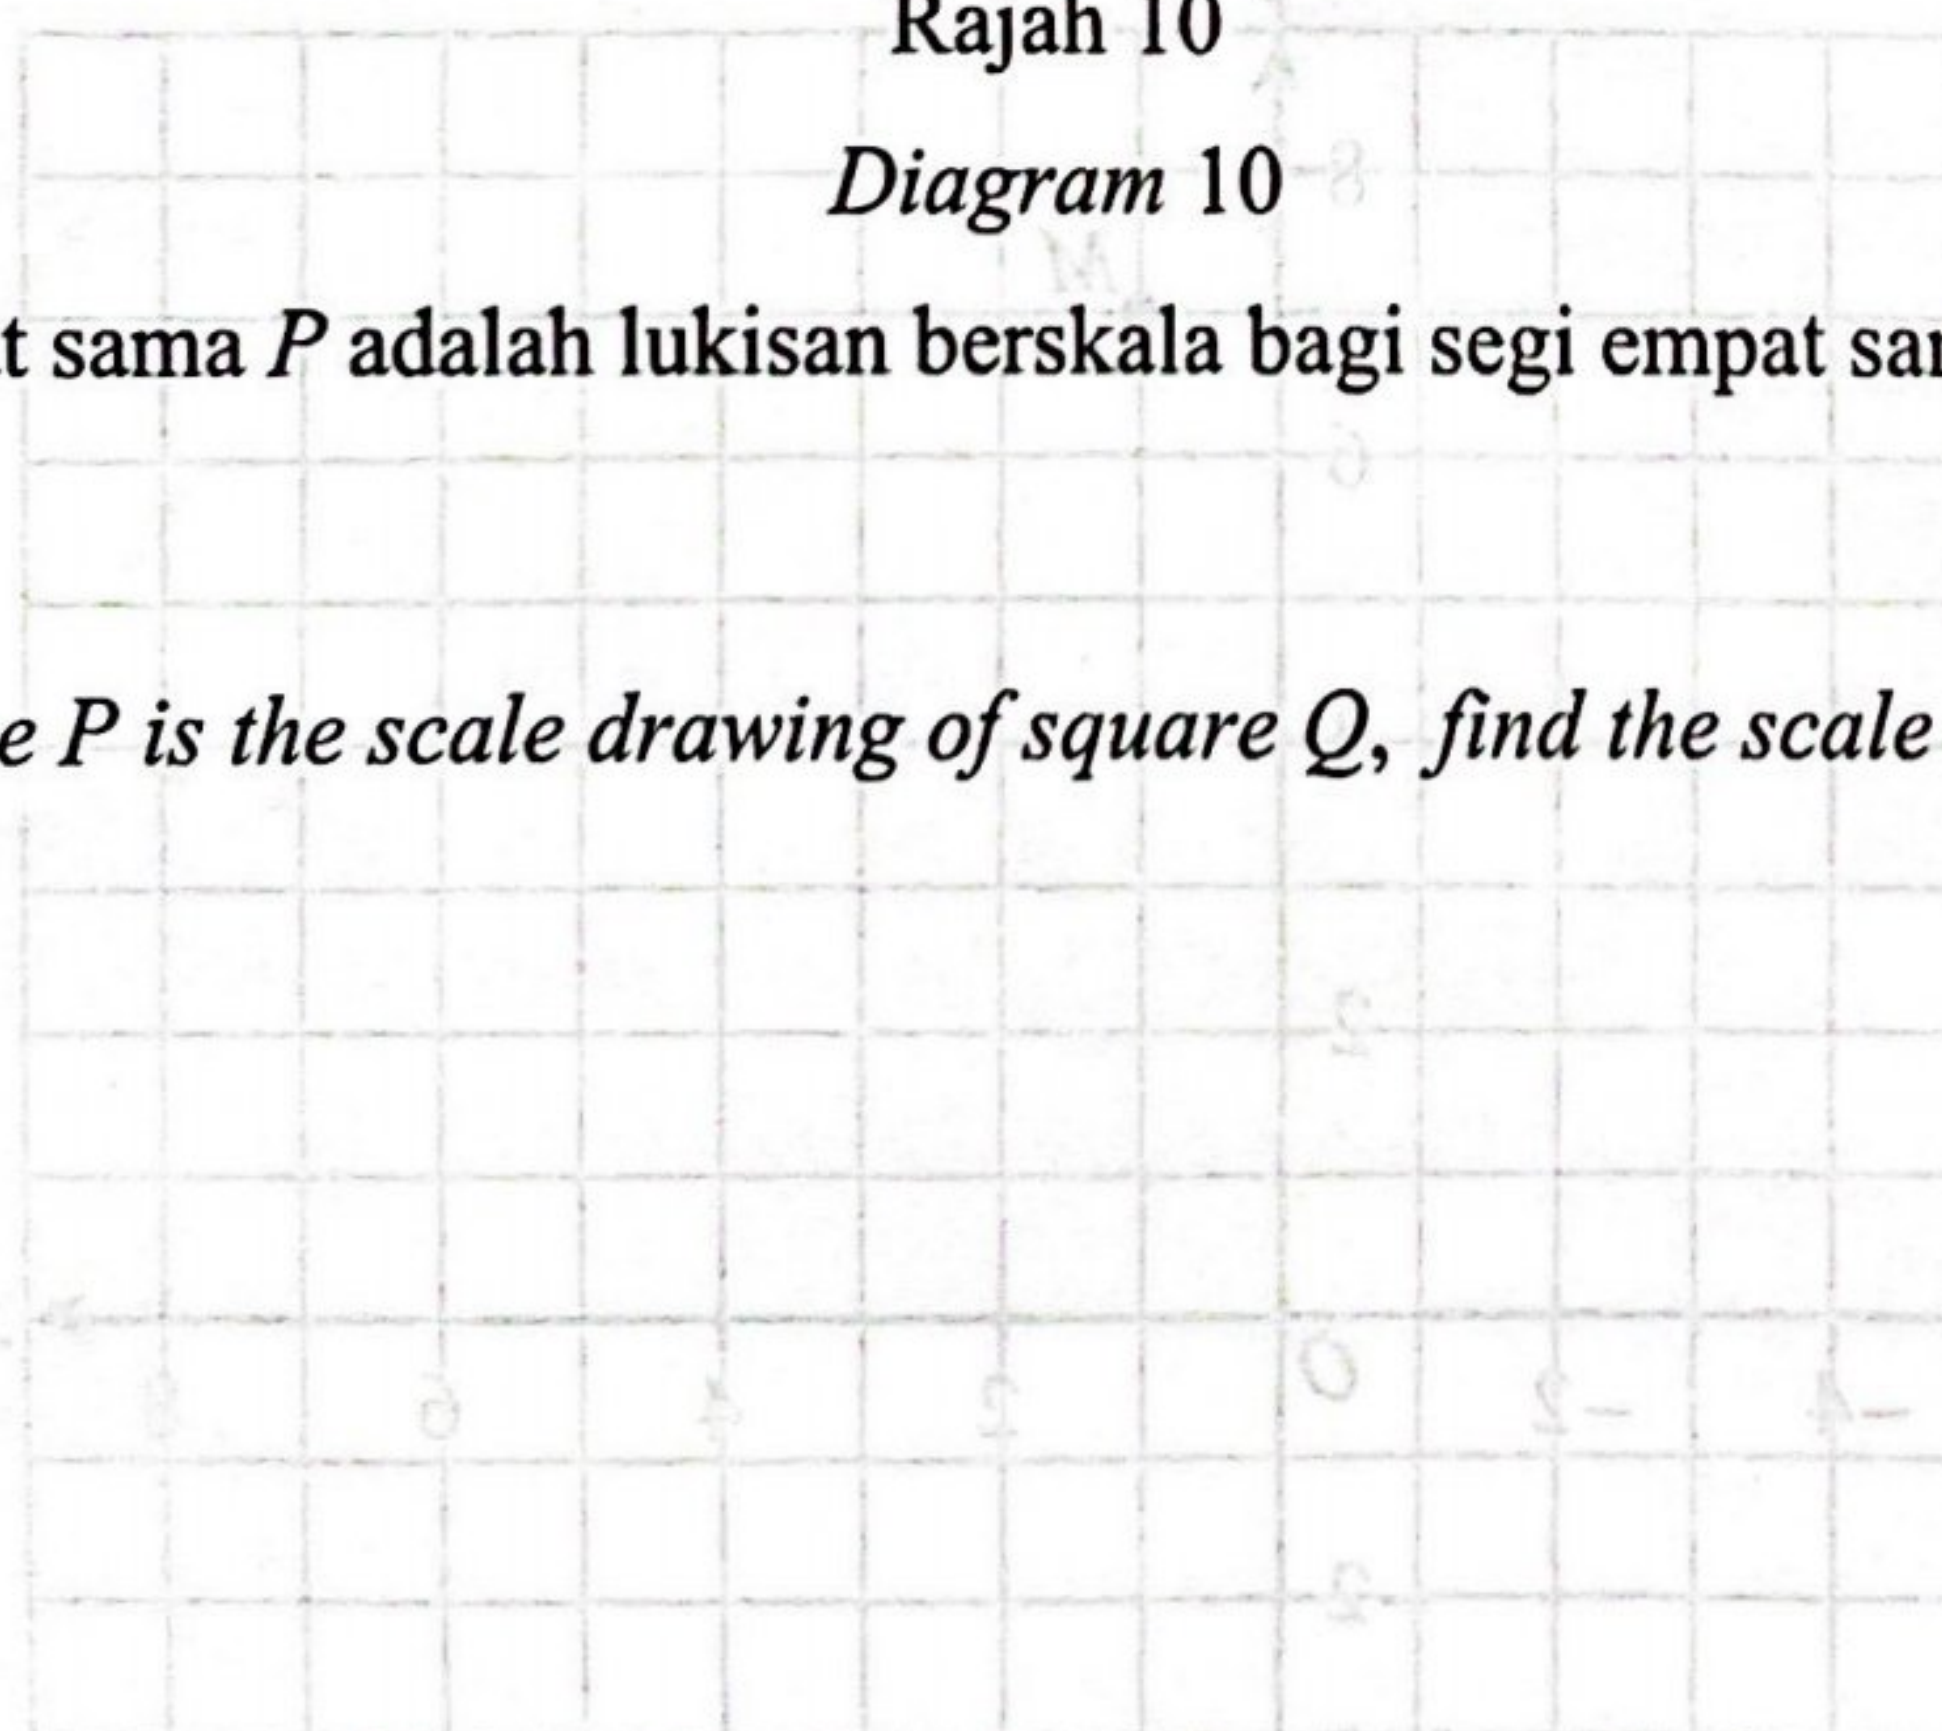 Rajah 10
Diagram 10
t sama P adalah lukisan berskala bagi segi empat sa
e P is the scale drawing of square Q, find the scale